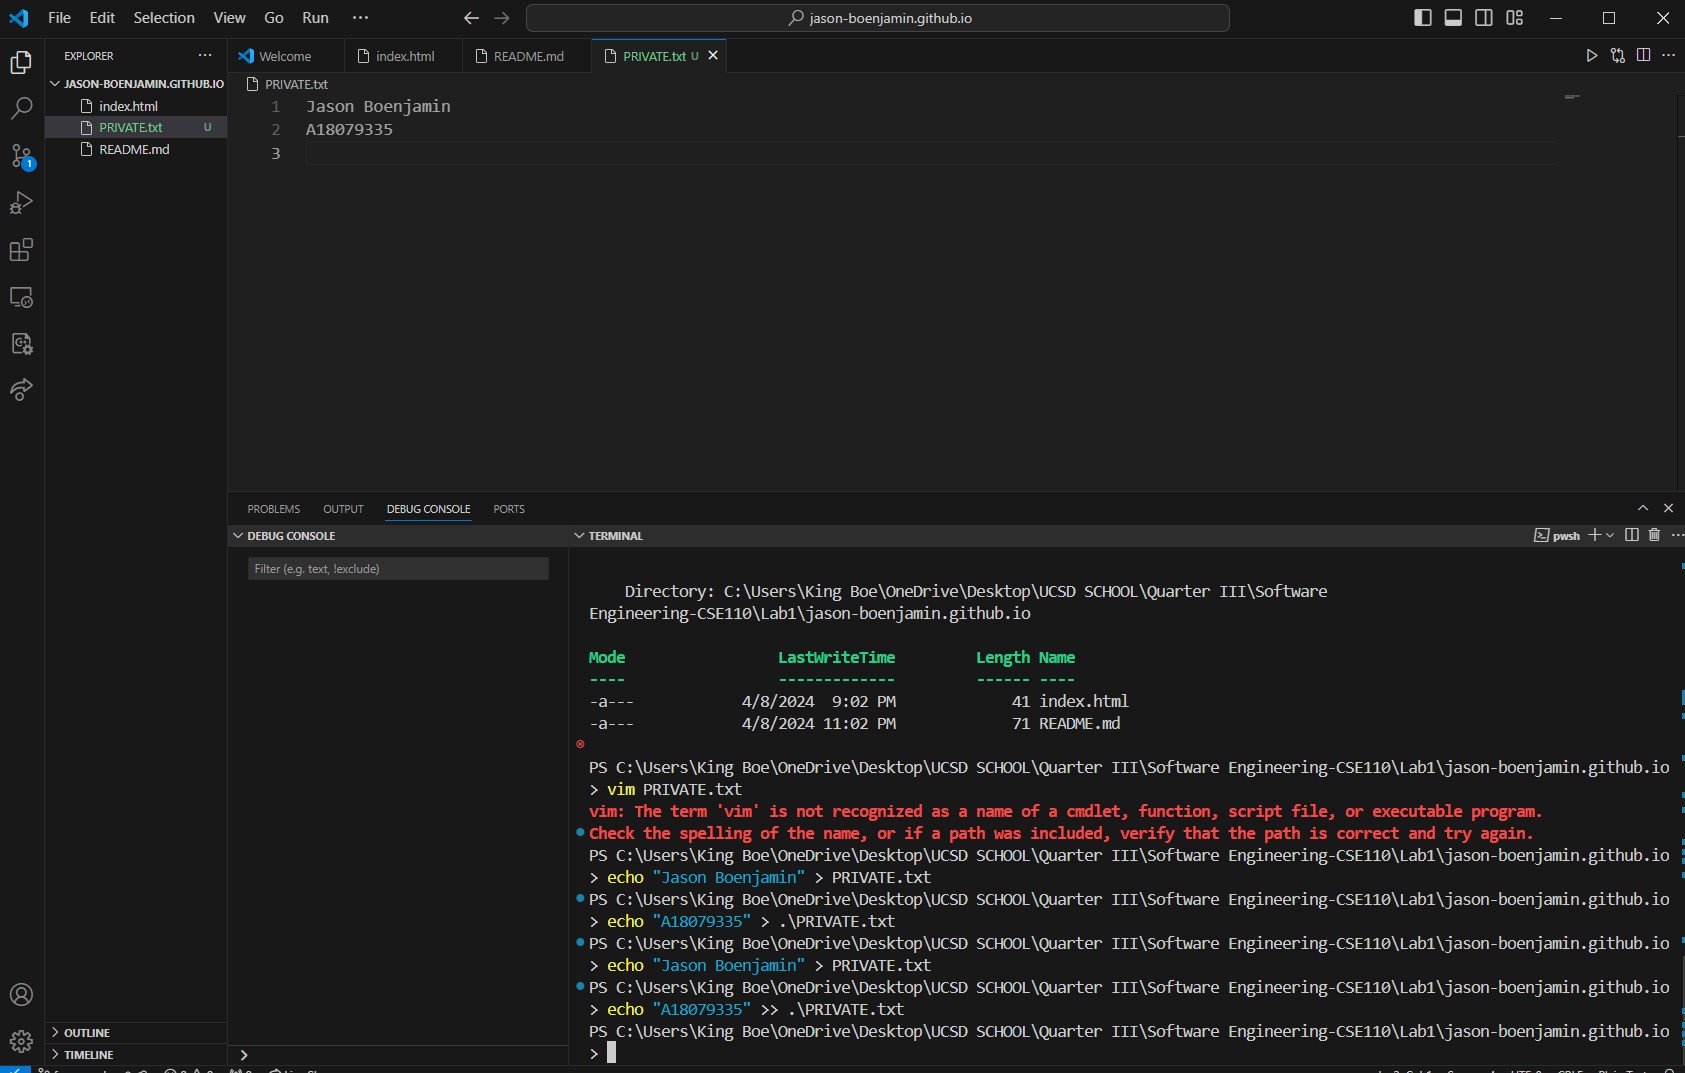 File Edit Selection View Go Run ··· ← → jason-boenjamin.github.io
EXPLORER ···
JASON-BOENJAMIN.GITHUB.IO
index.html
PRIVATE.txt U
README.md
1
Welcome index.html README.md PRIVATE.txt U
PRIVATE.txt
1 Jason Boenjamin
2 A18079335
3
PROBLEMS OUTPUT DEBUG CONSOLE PORTS
DEBUG CONSOLE
Filter (e.g. text, !exclude)
TERMINAL pwsh
Directory: C:\Users\King Boe\OneDrive\Desktop\UCSD SCHOOL\Quarter III\Software
Engineering-CSE110\Lab1\jason-boenjamin.github.io
Mode LastWriteTime Length Name
---- ------------- ------ ----
-a--- 4/8/2024 9:02 PM 41 index.html
-a--- 4/8/2024 11:02 PM 71 README.md
PS C:\Users\King Boe\OneDrive\Desktop\UCSD SCHOOL\Quarter III\Software Engineering-CSE110\Lab1\jason-boenjamin.github.io
> vim PRIVATE.txt
vim: The term 'vim' is not recognized as a name of a cmdlet, function, script file, or executable program.
Check the spelling of the name, or if a path was included, verify that the path is correct and try again.
PS C:\Users\King Boe\OneDrive\Desktop\UCSD SCHOOL\Quarter III\Software Engineering-CSE110\Lab1\jason-boenjamin.github.io
> echo "Jason Boenjamin" > PRIVATE.txt
PS C:\Users\King Boe\OneDrive\Desktop\UCSD SCHOOL\Quarter III\Software Engineering-CSE110\Lab1\jason-boenjamin.github.io
> echo "A18079335" > .\PRIVATE.txt
PS C:\Users\King Boe\OneDrive\Desktop\UCSD SCHOOL\Quarter III\Software Engineering-CSE110\Lab1\jason-boenjamin.github.io
> echo "Jason Boenjamin" > PRIVATE.txt
PS C:\Users\King Boe\OneDrive\Desktop\UCSD SCHOOL\Quarter III\Software Engineering-CSE110\Lab1\jason-boenjamin.github.io
> echo "A18079335" >> .\PRIVATE.txt
PS C:\Users\King Boe\OneDrive\Desktop\UCSD SCHOOL\Quarter III\Software Engineering-CSE110\Lab1\jason-boenjamin.github.io
>
OUTLINE
TIMELINE